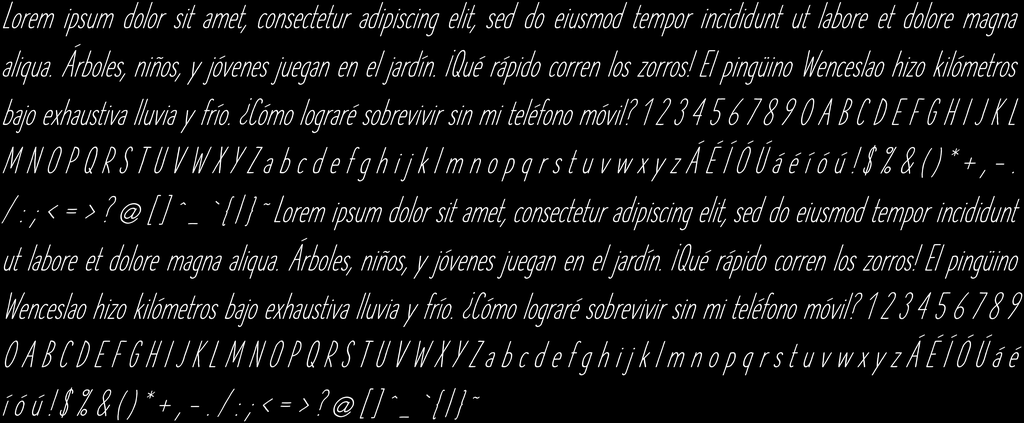 Lorem ipsum dolor sit amet, consectetur adipiscing elit, sed do eiusmod tempor incididunt ut labore et dolore magna
aliqua. Árboles, niños, y jóvenes juegan en el jardín. ¡Qué rápido corren los zorros! El pingüino Wenceslao hizo kilómetros
bajo exhaustiva lluvia y frío. ¿Cómo lograré sobrevivir sin mi teléfono móvil? 1 2 3 4 5 6 7 8 9 0 A B C D E F G H I J K L
M N O P Q R S T U V W X Y Z a b c d e f g h i j k l m n o p q r s t u v w x y z Á É Í Ó Ú á é í ó ú ! $ % & ( ) * + , - .
/ : ; < = > ? @ [ ] ^ _ ` { | } ~ Lorem ipsum dolor sit amet, consectetur adipiscing elit, sed do eiusmod tempor incididunt
ut labore et dolore magna aliqua. Árboles, niños, y jóvenes juegan en el jardín. ¡Qué rápido corren los zorros! El pingüino
Wenceslao hizo kilómetros bajo exhaustiva lluvia y frío. ¿Cómo lograré sobrevivir sin mi teléfono móvil? 1 2 3 4 5 6 7 8 9
0 A B C D E F G H I J K L M N O P Q R S T U V W X Y Z a b c d e f g h i j k l m n o p q r s t u v w x y z Á É Í Ó Ú á é
í ó ú ! $ % & ( ) * + , - . / : ; < = > ? @ [ ] ^ _ ` { | } ~